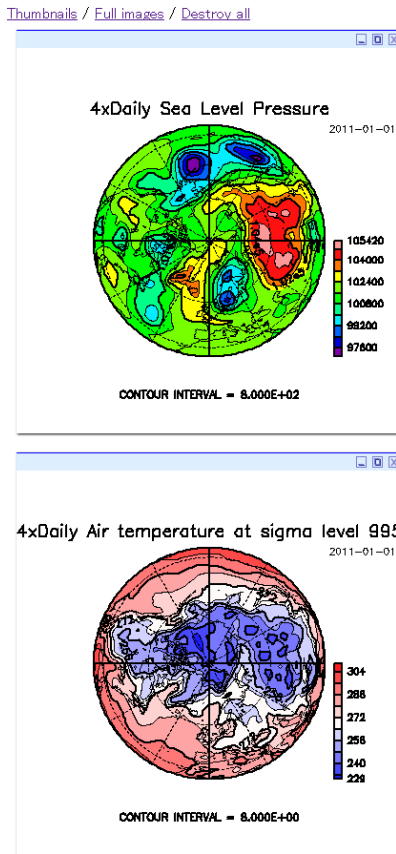 Thumbnails / Full images / Destroy all
4xDaily Sea Level Pressure
2011-01-01
105420
104000
102400
100800
99200
97600
CONTOUR INTERVAL = 8.000E+02
4xDaily Air temperature at sigma level 995
2011-01-01
304
288
272
256
240
229
CONTOUR INTERVAL = 8.000E+00